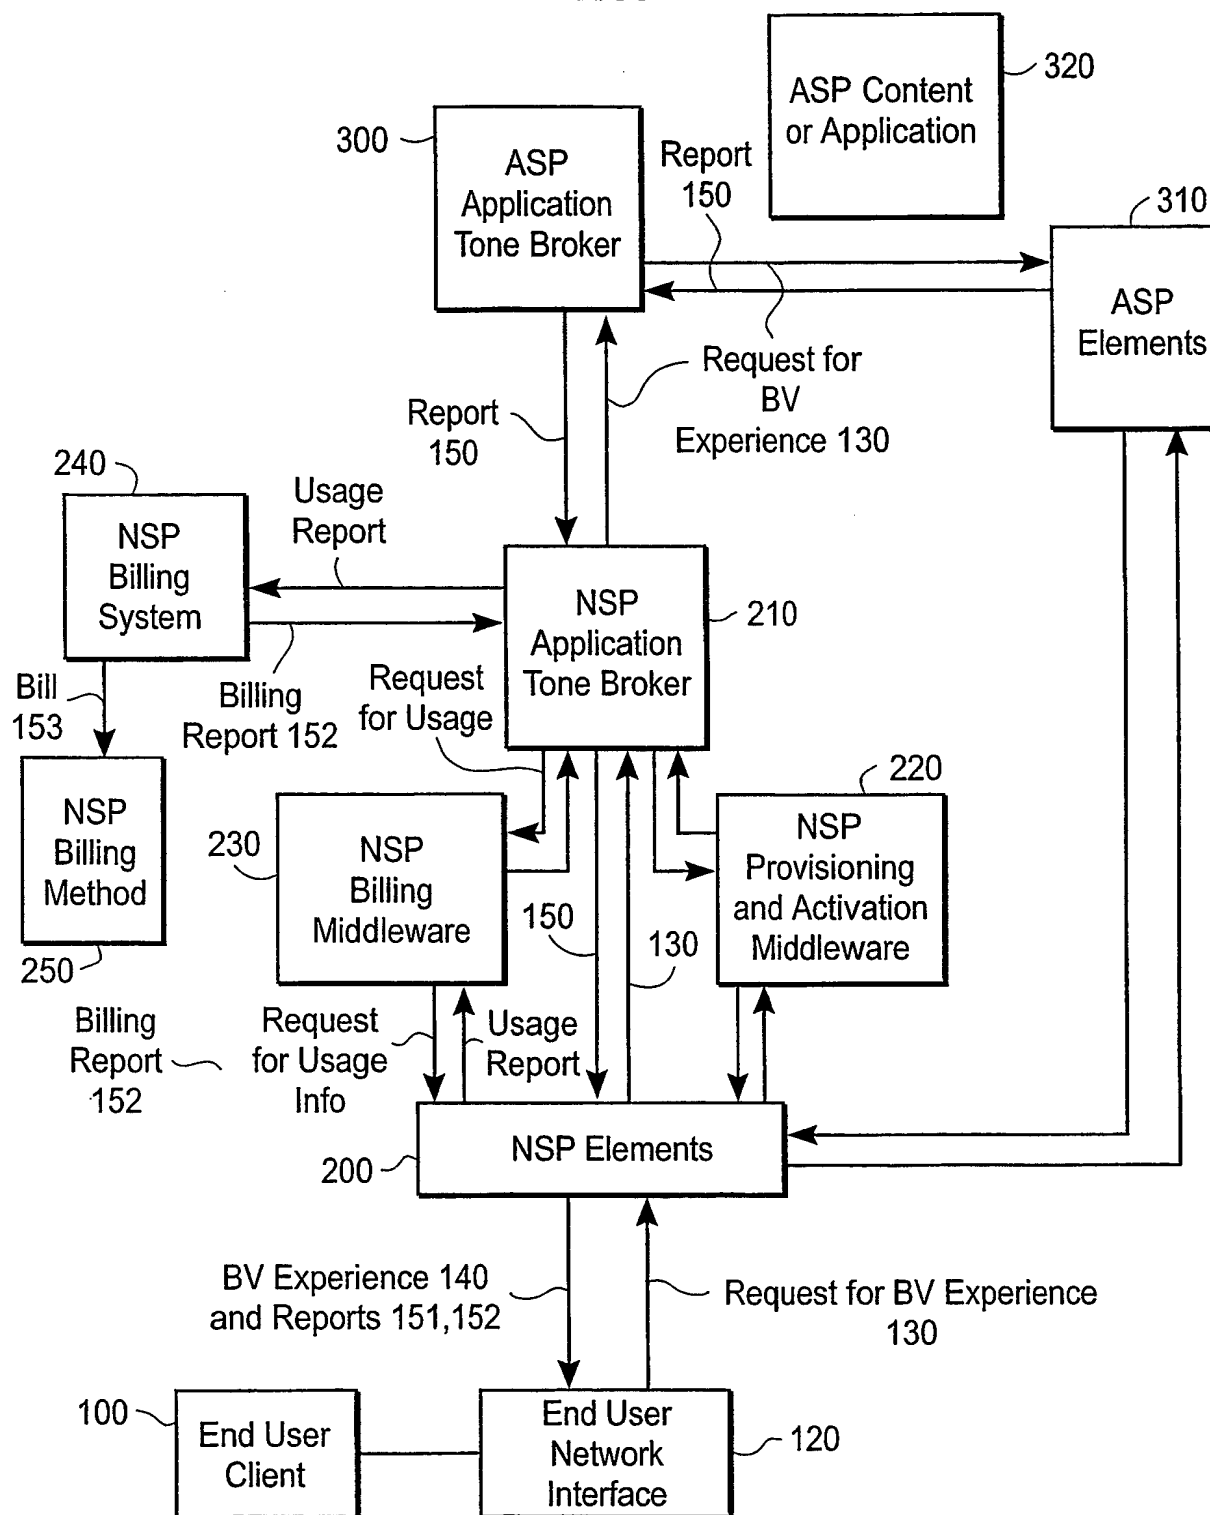 320
ASP Content
or Application
300
ASP
Application
Tone Broker
Report
150
310
ASP
Elements
Request for
BV
Experience 130
Report
150
240
NSP
Billing
System
Usage
Report
NSP
Application
Tone Broker
210
Bill
153
Billing
Report 152
Request
for Usage
NSP
Billing
Method
250
230
NSP
Billing
Middleware
220
NSP
Provisioning
and Activation
Middleware
150
130
Billing
Report
152
Request
for Usage
Info
Usage
Report
200
NSP Elements
BV Experience 140
and Reports 151,152
Request for BV Experience
130
100
End User
Client
End User
Network
Interface
120